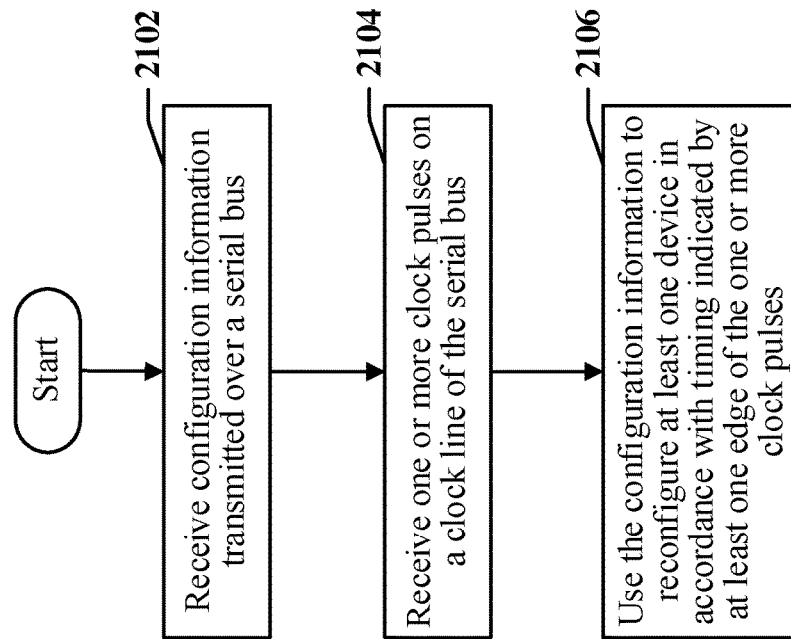 Start
2102
Receive configuration information
transmitted over a serial bus
2104
Receive one or more clock pulses on
a clock line of the serial bus
2106
Use the configuration information to
reconfigure at least one device in
accordance with timing indicated by
at least one edge of the one or more
clock pulses